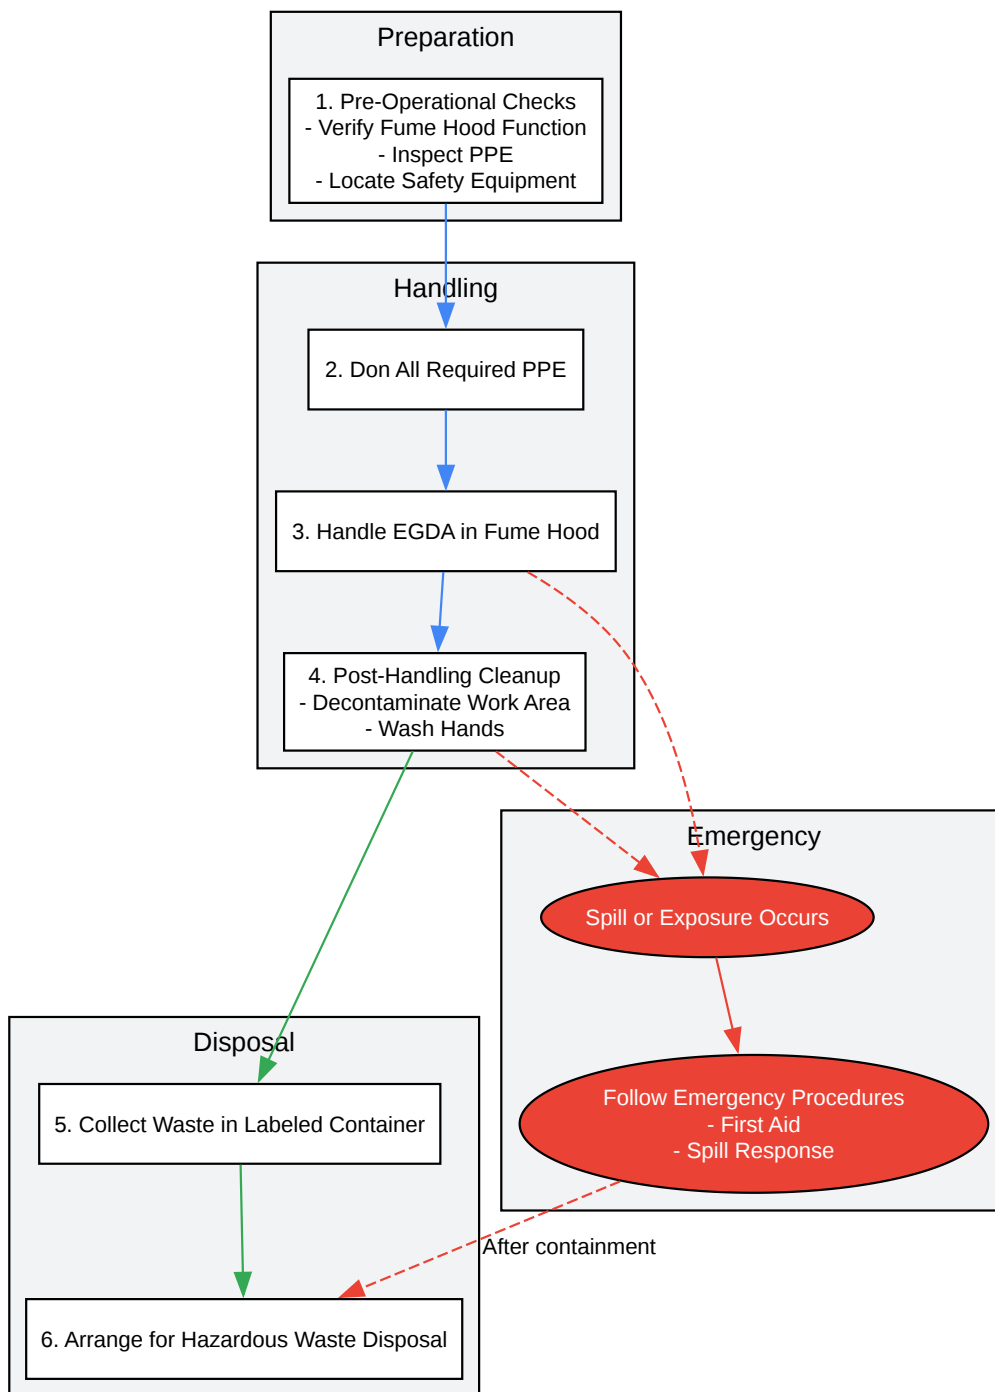 Preparation
1. Pre-Operational Checks
- Verify Fume Hood Function
- Inspect PPE
- Locate Safety Equipment
Handling
2. Don All Required PPE
3. Handle EGDA in Fume Hood
4. Post-Handling Cleanup
- Decontaminate Work Area
- Wash Hands
Emergency
Spill or Exposure Occurs
Follow Emergency Procedures
- First Aid
- Spill Response
After containment
Disposal
5. Collect Waste in Labeled Container
6. Arrange for Hazardous Waste Disposal